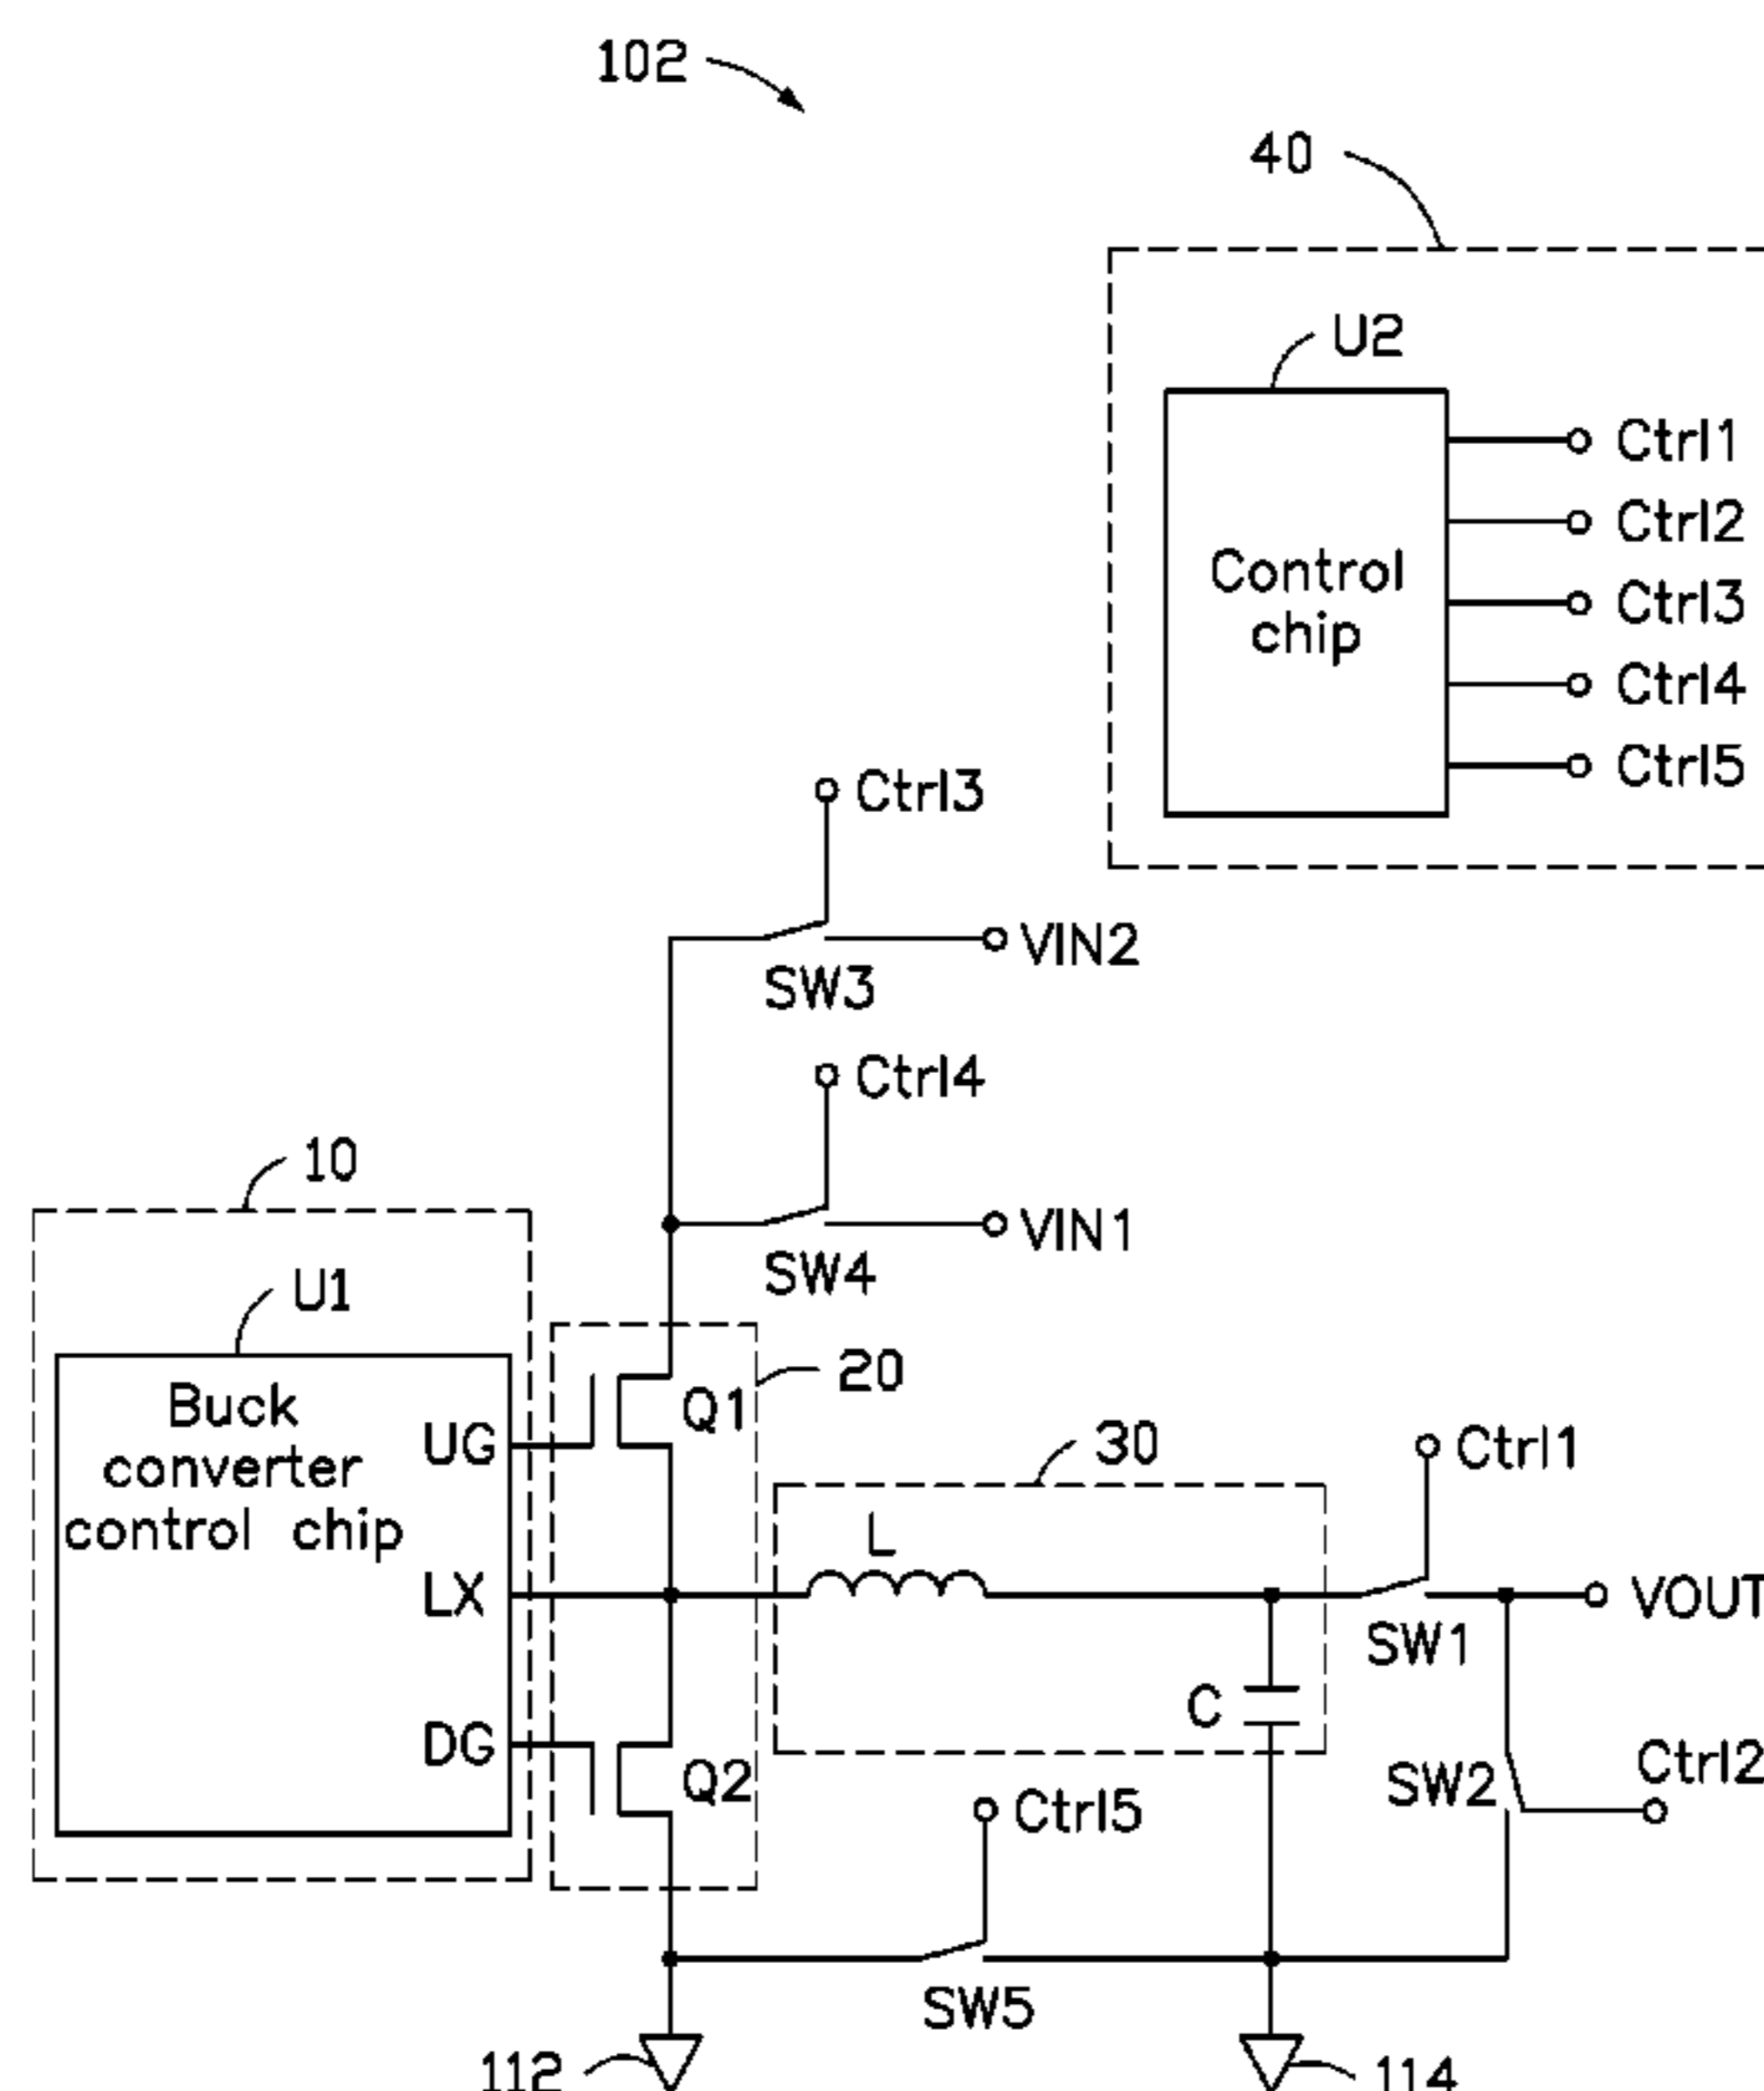 102
40
U2
Control
chip
Ctrl1
Ctrl2
Ctrl3
Ctrl4
Ctrl5
Ctrl3
VIN2
SW3
Ctrl4
VIN1
SW4
10
U1
Buck
converter
control chip
UG
LX
DG
20
Q1
Q2
30
L
C
Ctrl1
SW1
VOUT
SW2
Ctrl2
Ctrl5
SW5
112
114